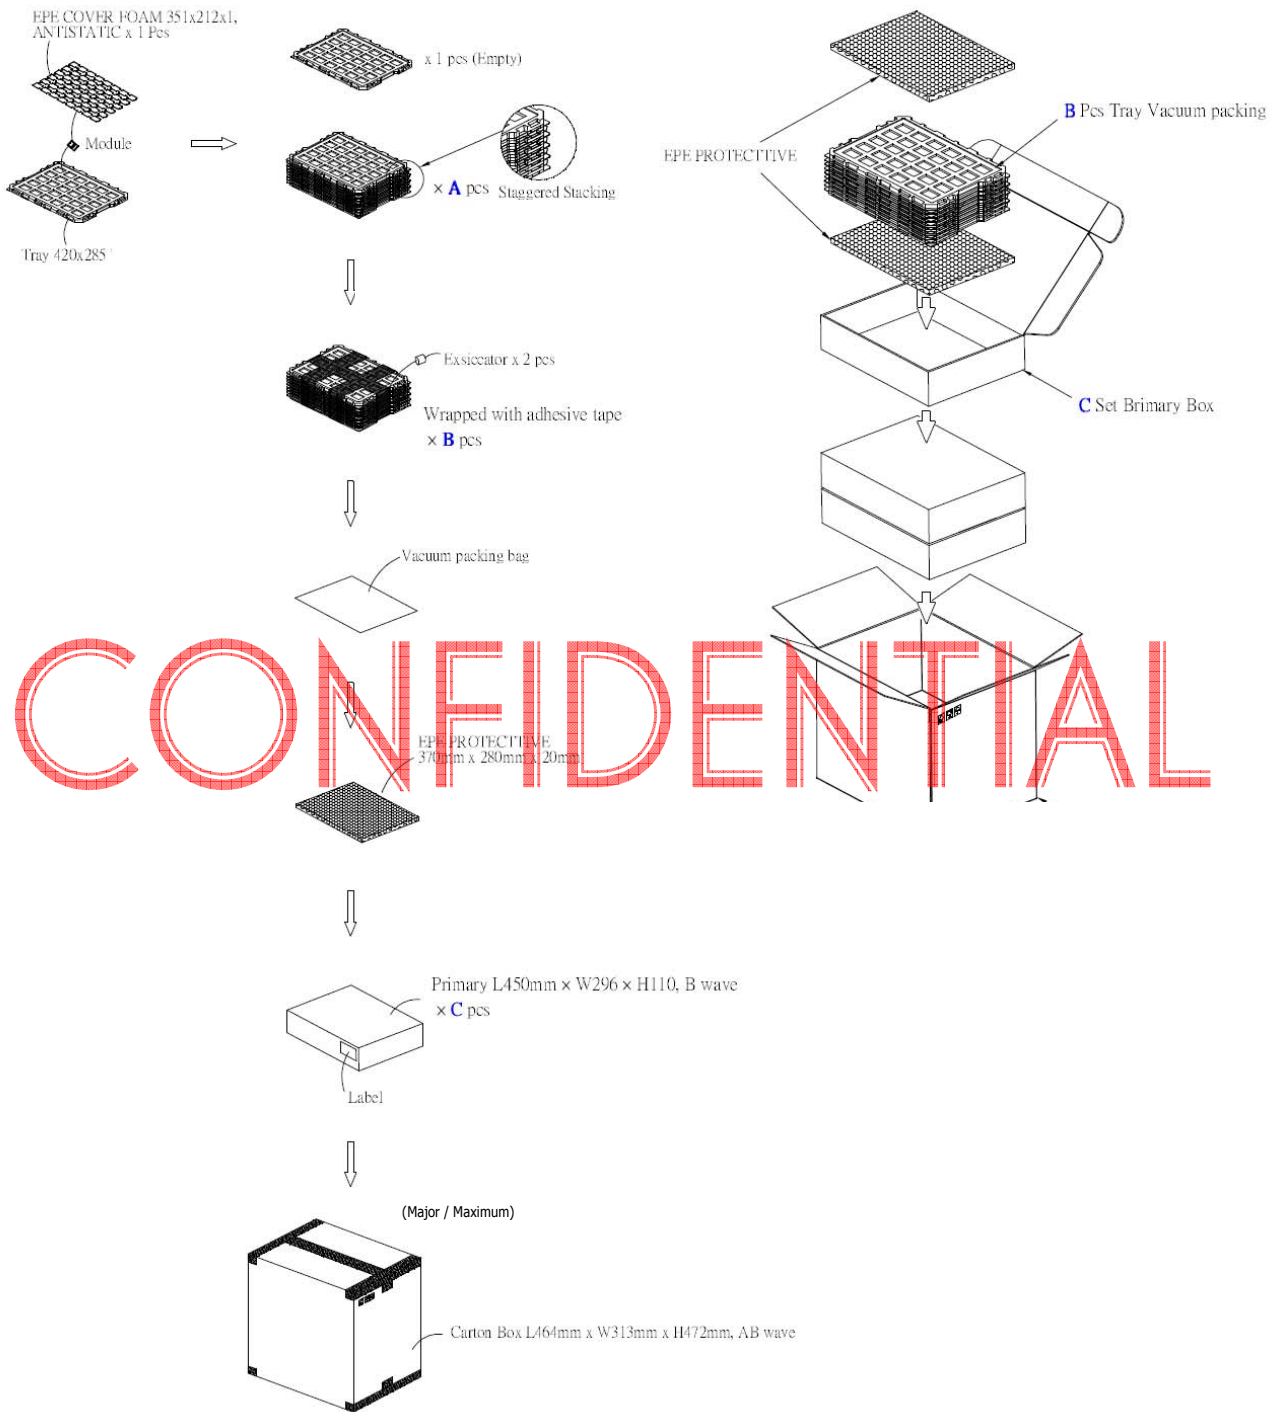 EPE COVER FOAM 351x212x1,
ANTISTATIC x 1 Pcs
Module
Tray 420x285
x 1 pcs (Empty)
× A pcs
Staggered Stacking
Exsiccator x 2 pcs
Wrapped with adhesive tape
× B pcs
Vacuum packing bag
EPE PROTECTTIVE
370mm x 280mm x 20mm
Primary L450mm × W296 × H110, B wave
× C pcs
Label
(Major / Maximum)
Carton Box L464mm x W313mm x H472mm, AB wave
EPE PROTECTTIVE
B Pcs Tray Vacuum packing
C Set Brimary Box
CONFIDENTIAL